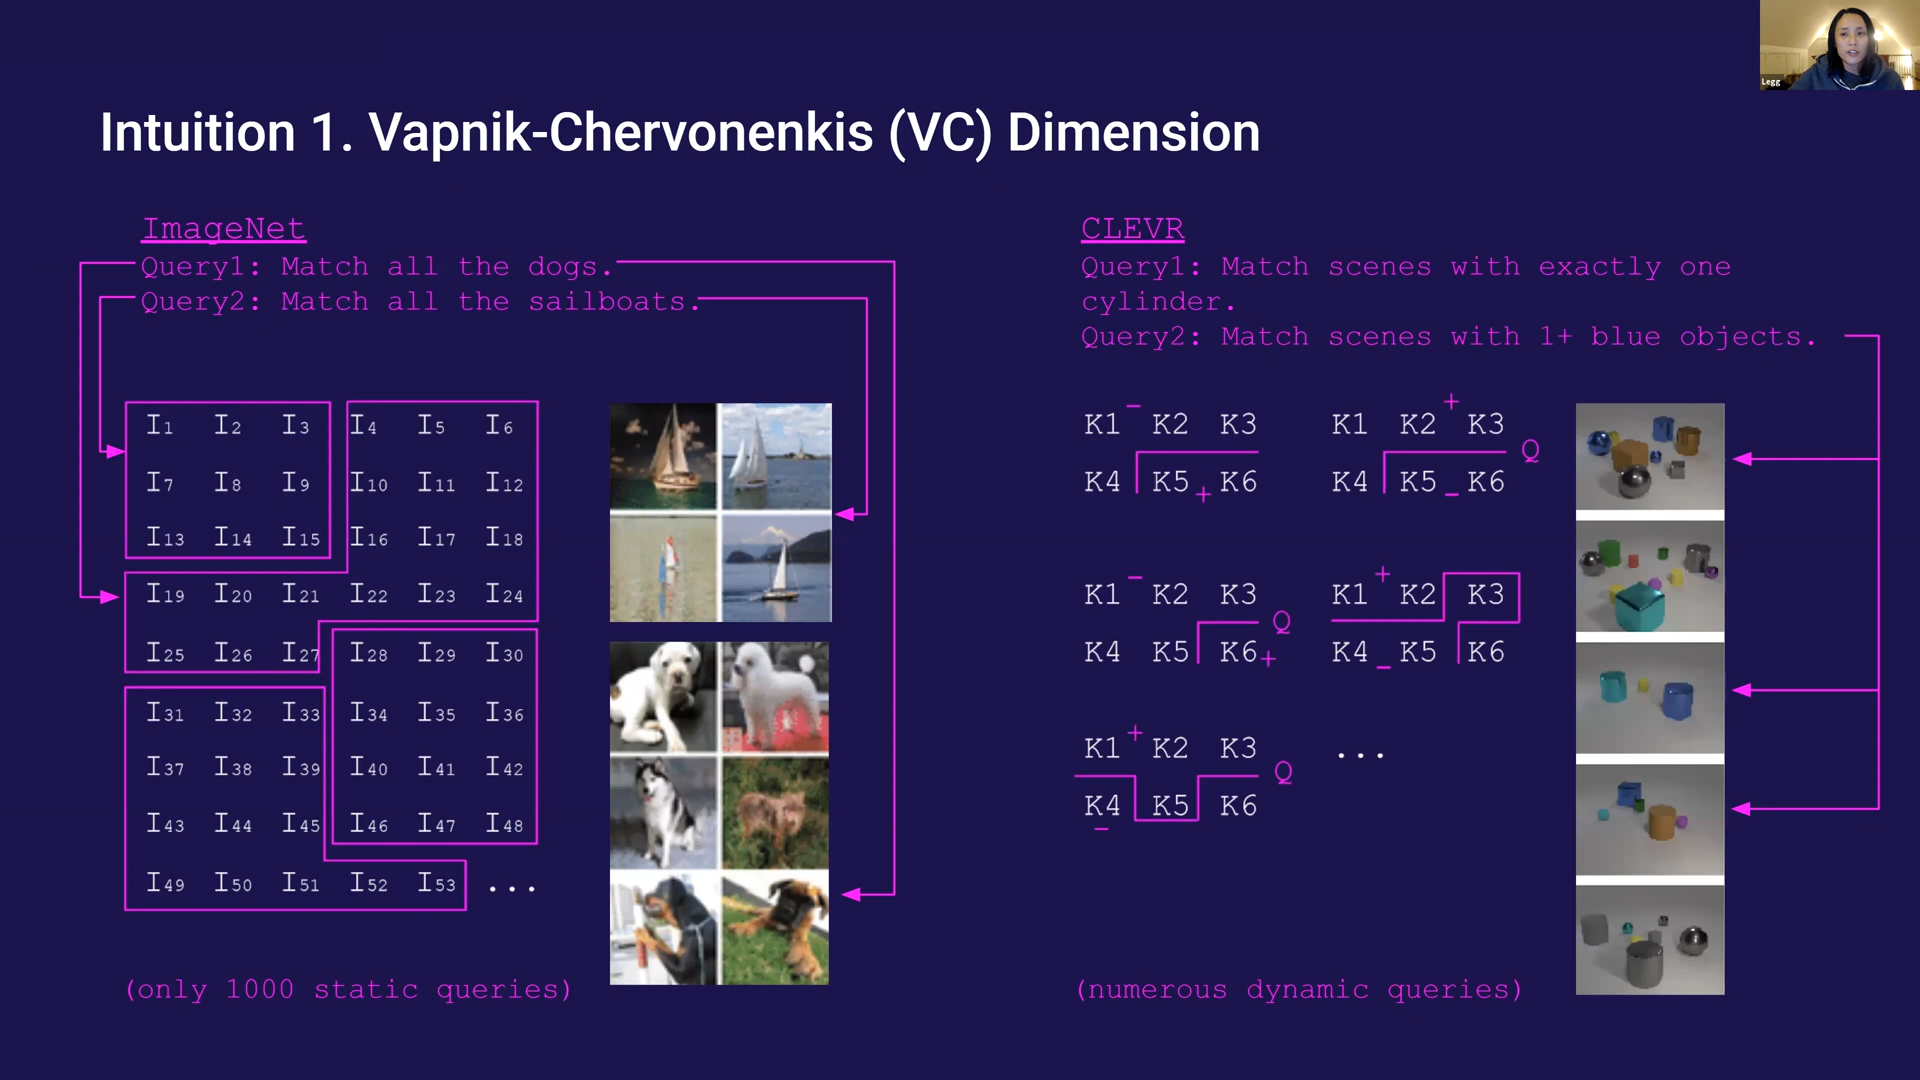 Legg
Intuition 1. Vapnik-Chervonenkis (VC) Dimension
ImageNet
Query1: Match all the dogs.
Query2: Match all the sailboats.
I1 I2 I3 I4 I5 I6
I7 I8 I9 I10 I11 I12
I13 I14 I15 I16 I17 I18
I19 I20 I21 I22 I23 I24
I25 I26 I27 I28 I29 I30
I31 I32 I33 I34 I35 I36
I37 I38 I39 I40 I41 I42
I43 I44 I45 I46 I47 I48
I49 I50 I51 I52 I53 ...
(only 1000 static queries)
CLEVR
Query1: Match scenes with exactly one
cylinder.
Query2: Match scenes with 1+ blue objects.
K1 − K2 K3
K4 K5 + K6
K1 K2 + K3 Q
K4 K5 − K6
K1 − K2 K3 Q
K4 K5 K6 +
K1 + K2 K3
K4 − K5 K6
K1 + K2 K3 Q
K4 K5 K6
−
...
(numerous dynamic queries)